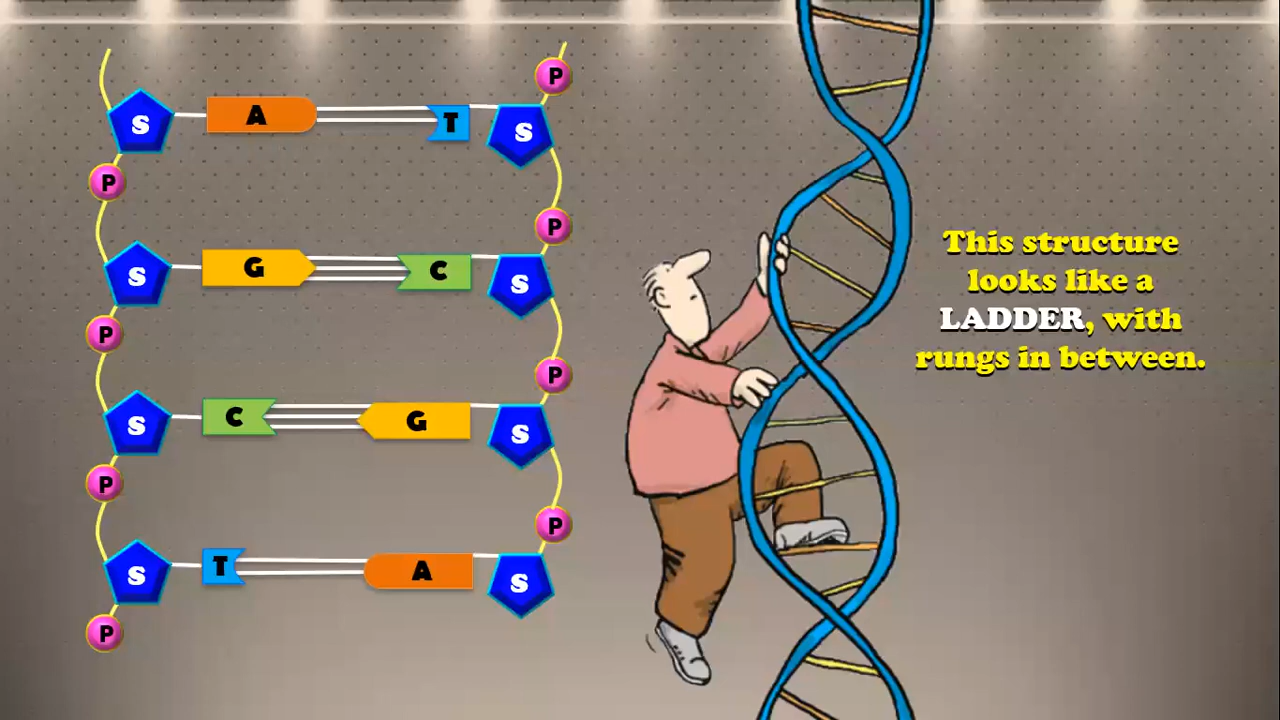 P
S A T S
P
P
S G C S
P
P
S C G S
P
P
S T A S
P
This structure
looks like a
LADDER, with
rungs in between.